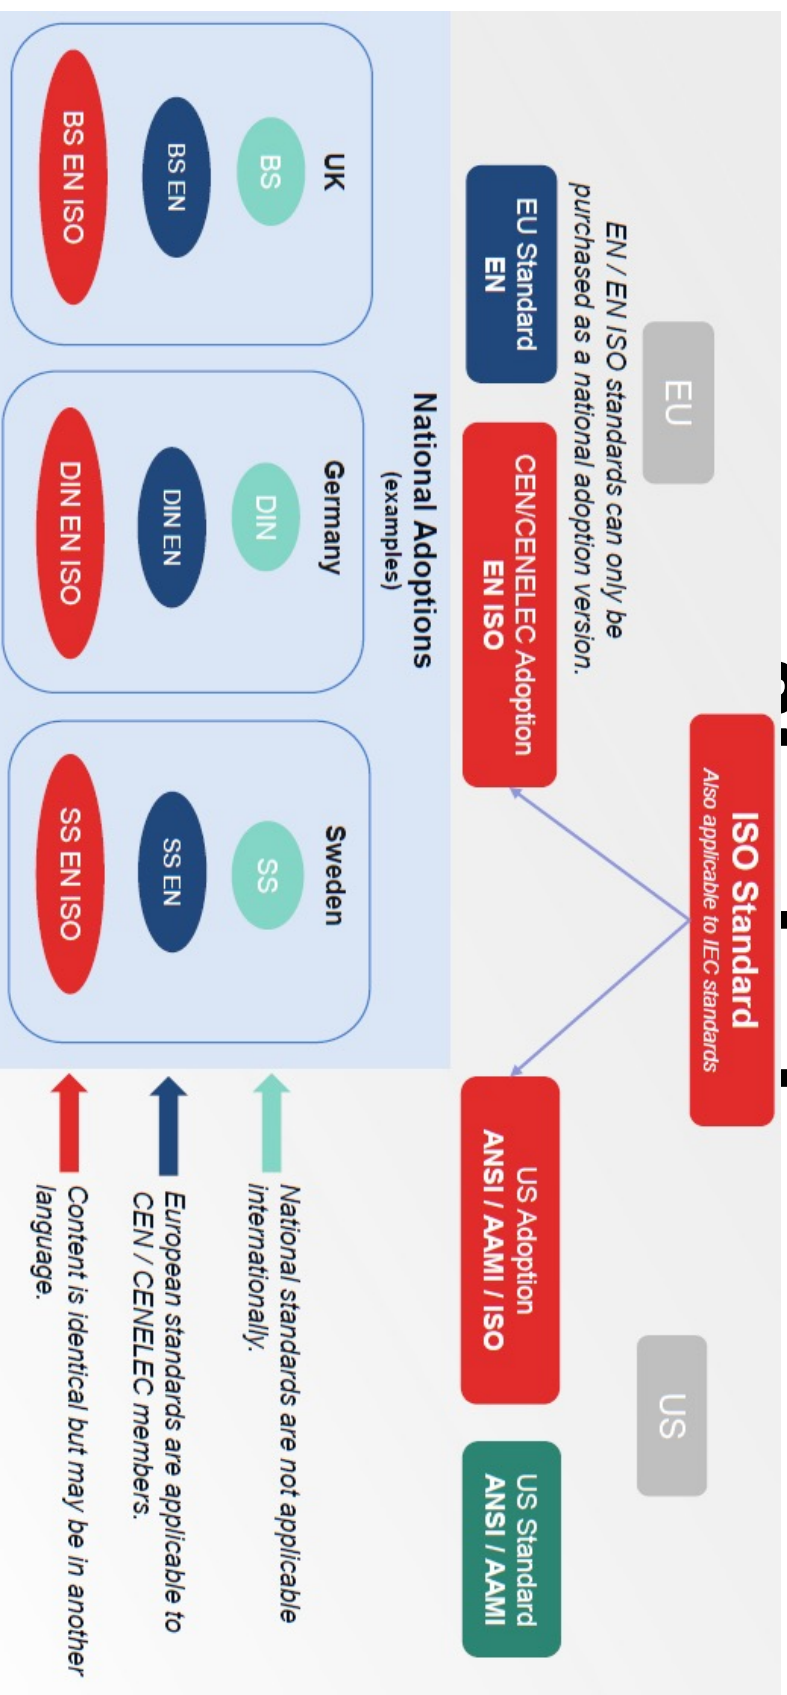 ISO Standard
Also applicable to IEC standards
EU
US
EN / EN ISO standards can only be
purchased as a national adoption version.
EU Standard
EN
CEN/CENELEC Adoption
EN ISO
US Adoption
ANSI / AAMI / ISO
US Standard
ANSI / AAMI
National Adoptions
(examples)
UK
BS
BS EN
BS EN ISO
Germany
DIN
DIN EN
DIN EN ISO
Sweden
SS
SS EN
SS EN ISO
National standards are not applicable
internationally.
European standards are applicable to
CEN / CENELEC members.
Content is identical but may be in another
language.